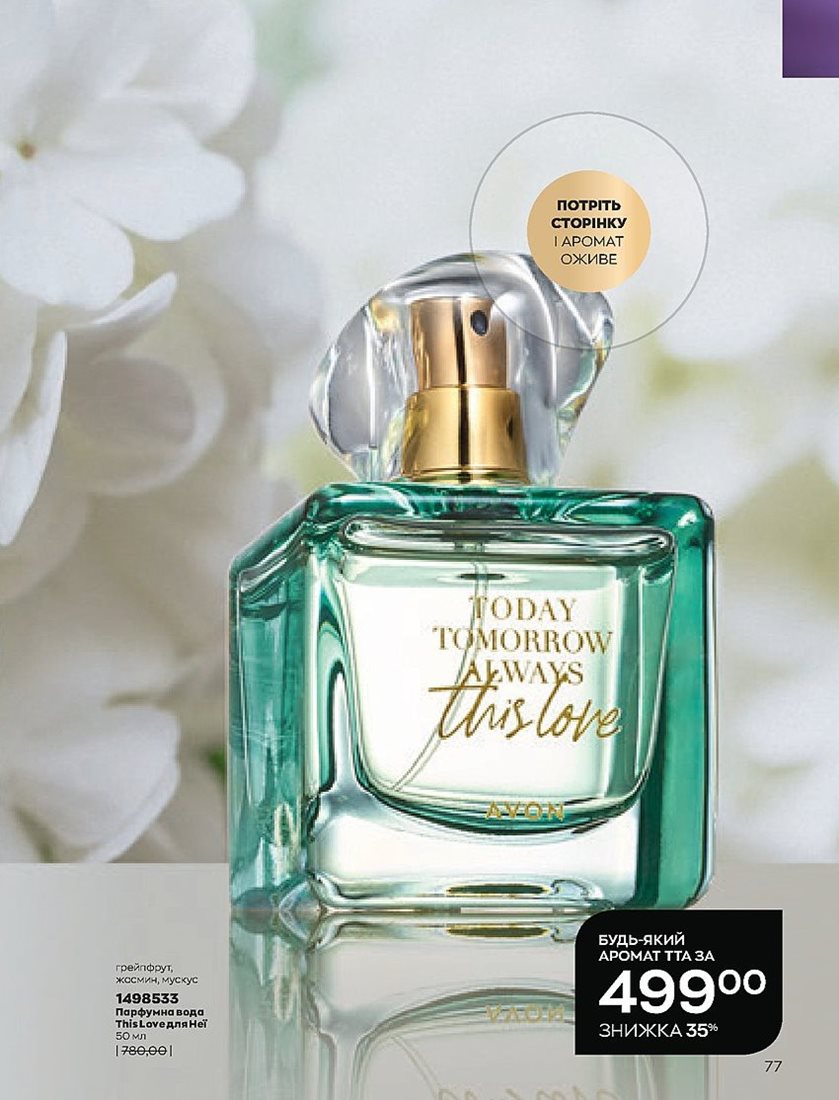 ПОТРІТЬ
СТОРІНКУ
І АРОМАТ
ОЖИВЕ
TODAY
TOMORROW
ALWAYS
this love
AVON
грейпфрут,
жасмин, мускус
1498533
Парфумна вода
This Love для Неї
50 мл
|780,00|
БУДЬ-ЯКИЙ
АРОМАТ ТТА ЗА
49900
ЗНИЖКА 35%
77